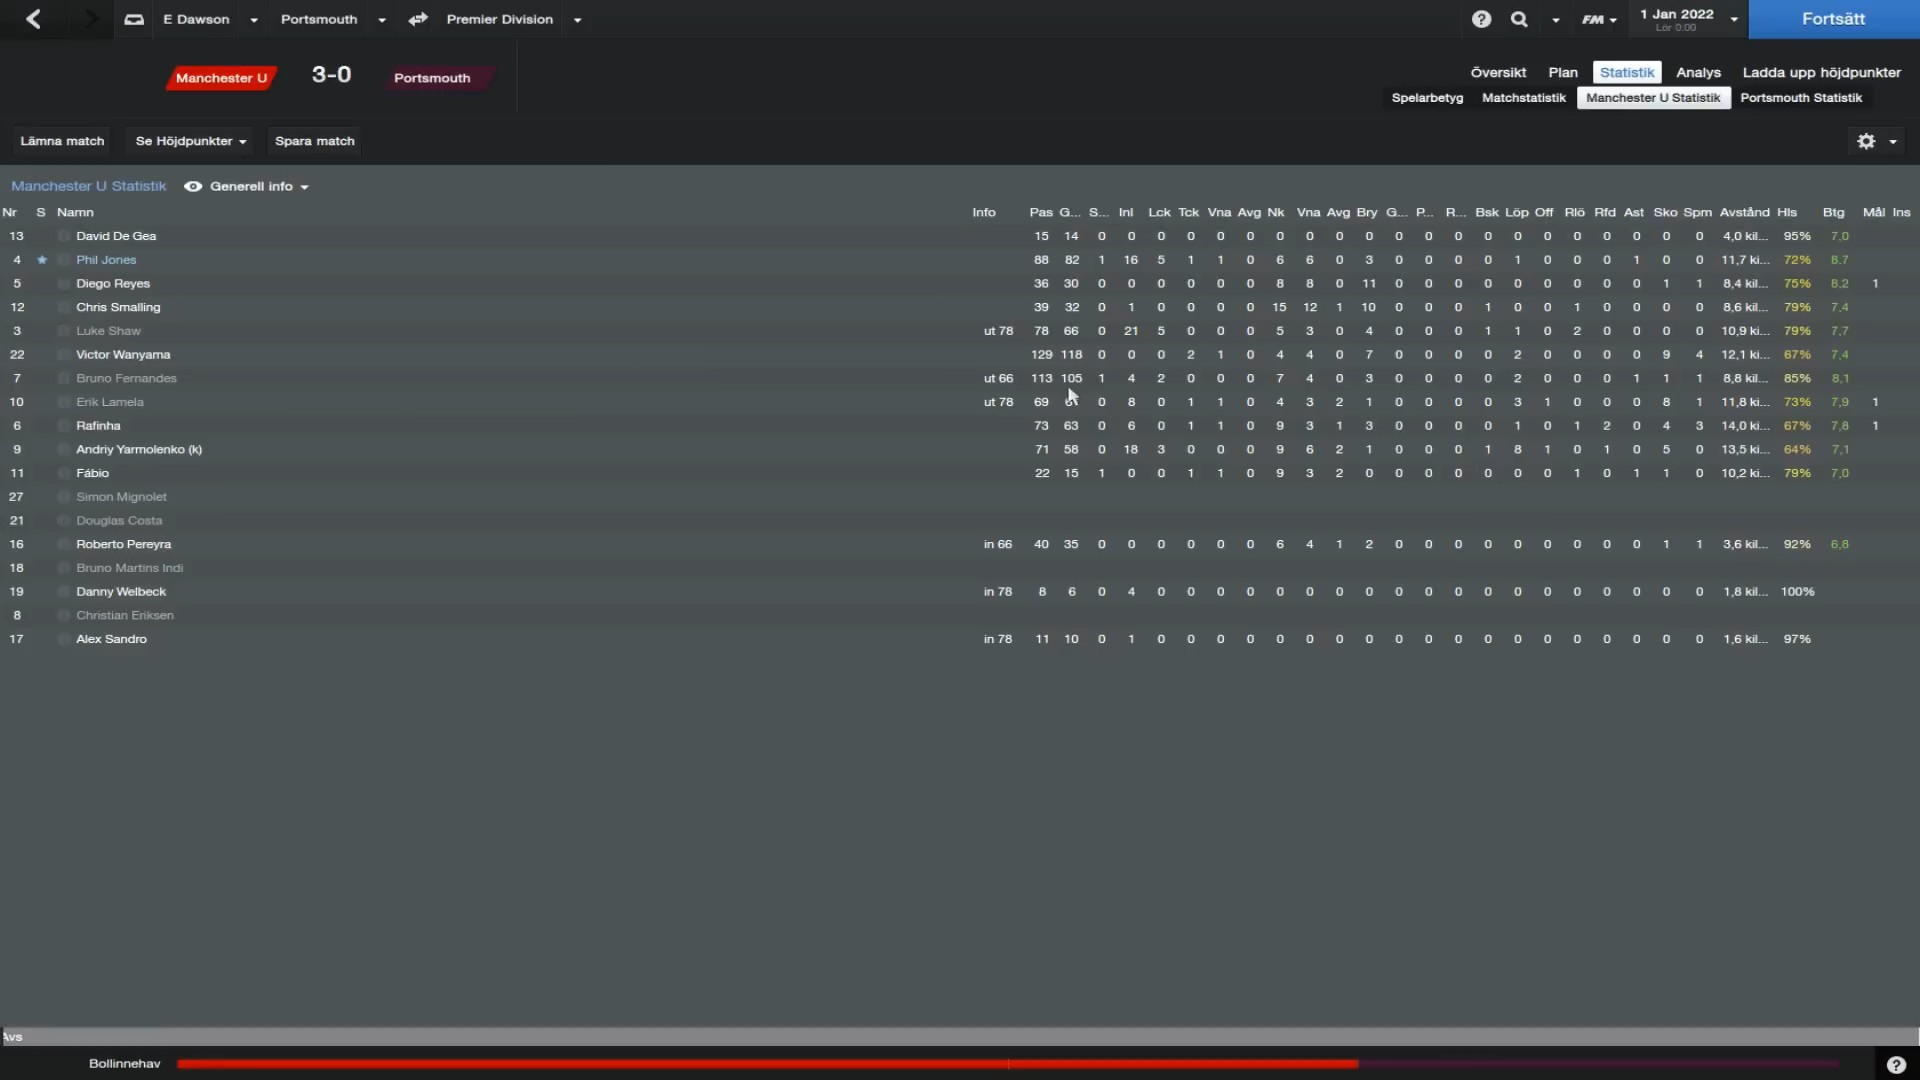 E Dawson Portsmouth Premier Division FM 1 Jan 2022 Fortsätt
Lör 0:00
Manchester U 3-0 Portsmouth
Översikt Plan Statistik Analys Ladda upp höjdpunkter
Spelarbetyg Matchstatistik Manchester U Statistik Portsmouth Statistik
Lämna match Se Höjdpunkter Spara match
Manchester U Statistik Generell info
Nr S Namn Info Pas G... S... Inl Lck Tck Vna Avg Nk Vna Avg Bry G... P... R... Bsk Löp Off Rlö Rfd Ast Sko Spm Avstånd Hls Btg Mål Ins
13 David De Gea 15 14 0 0 0 0 0 0 0 0 0 0 0 0 0 0 0 0 0 0 0 0 0 4,0 kil... 95% 7,0
4 Phil Jones 88 82 1 16 5 1 1 0 6 6 0 3 0 0 0 0 1 0 0 0 1 0 0 11,7 ki... 72% 8,7
5 Diego Reyes 36 30 0 0 0 0 0 0 8 8 0 11 0 0 0 0 0 0 0 0 0 1 1 8,4 kil... 75% 8,2 1
12 Chris Smalling 39 32 0 1 0 0 0 0 15 12 1 10 0 0 0 1 0 0 1 0 0 0 0 8,6 kil... 79% 7,4
3 Luke Shaw ut 78 78 66 0 21 5 0 0 0 5 3 0 4 0 0 0 1 1 0 2 0 0 0 0 10,9 ki... 79% 7,7
22 Victor Wanyama 129 118 0 0 0 2 1 0 4 4 0 7 0 0 0 0 2 0 0 0 0 9 4 12,1 ki... 67% 7,4
7 Bruno Fernandes ut 66 113 105 1 4 2 0 0 0 7 4 0 3 0 0 0 0 2 0 0 0 1 1 1 8,8 kil... 85% 8,1
10 Erik Lamela ut 78 69 0 8 0 1 1 0 4 3 2 1 0 0 0 0 3 1 0 0 0 8 1 11,8 ki... 73% 7,9 1
6 Rafinha 73 63 0 6 0 1 1 0 9 3 1 3 0 0 0 0 1 0 1 2 0 4 3 14,0 ki... 67% 7,8 1
9 Andriy Yarmolenko (k) 71 58 0 18 3 0 0 0 9 6 2 1 0 0 0 1 8 1 0 1 0 5 0 13,5 ki... 64% 7,1
11 Fábio 22 15 1 0 0 1 1 0 9 3 2 0 0 0 0 0 0 0 1 0 1 1 0 10,2 ki... 79% 7,0
27 Simon Mignolet
21 Douglas Costa
16 Roberto Pereyra in 66 40 35 0 0 0 0 0 0 6 4 1 2 0 0 0 0 0 0 0 0 0 1 1 3,6 kil... 92% 6,8
18 Bruno Martins Indi
19 Danny Welbeck in 78 8 6 0 4 0 0 0 0 0 0 0 0 0 0 0 0 0 0 0 0 0 0 0 1,8 kil... 100%
8 Christian Eriksen
17 Alex Sandro in 78 11 10 0 1 0 0 0 0 0 0 0 0 0 0 0 0 0 0 0 0 0 0 0 1,6 kil... 97%
Avs
Bollinnehav